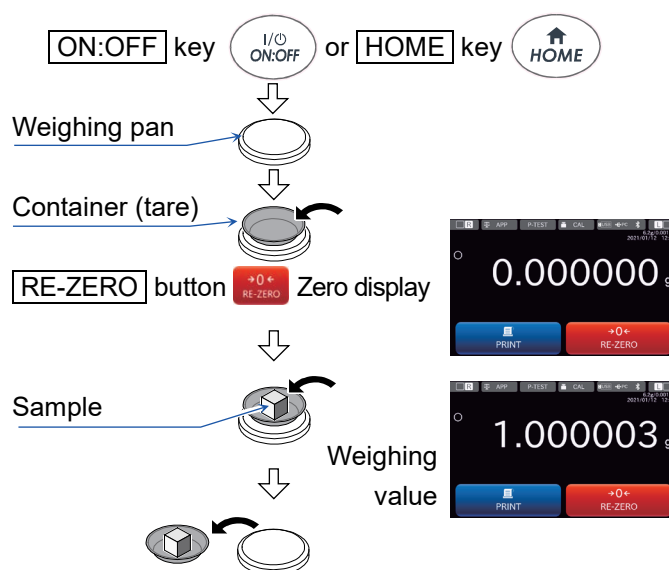 ON:OFF key I/⏻ ON:OFF or HOME key HOME
Weighing pan
Container (tare)
RE-ZERO button →0← RE-ZERO Zero display
R APP P-TEST CAL L
2021/01/12
0.000000 g
PRINT →0← RE-ZERO
Sample
Weighing
value
R APP P-TEST CAL L
2021/01/12
1.000003 g
PRINT →0← RE-ZERO